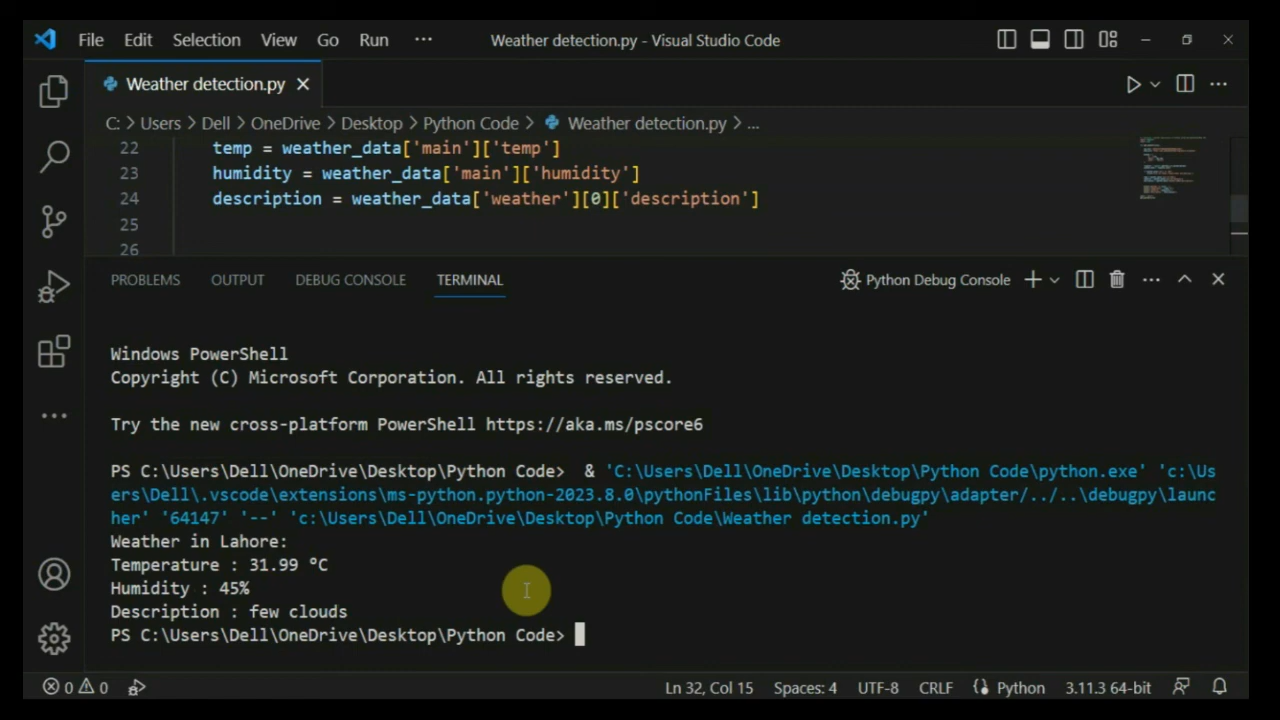 File Edit Selection View Go Run ··· Weather detection.py - Visual Studio Code
Weather detection.py
C: > Users > Dell > OneDrive > Desktop > Python Code > Weather detection.py > ...
22 temp = weather_data['main']['temp']
23 humidity = weather_data['main']['humidity']
24 description = weather_data['weather'][0]['description']
25
26
PROBLEMS OUTPUT DEBUG CONSOLE TERMINAL Python Debug Console
Windows PowerShell
Copyright (C) Microsoft Corporation. All rights reserved.
Try the new cross-platform PowerShell https://aka.ms/pscore6
PS C:\Users\Dell\OneDrive\Desktop\Python Code>  & 'C:\Users\Dell\OneDrive\Desktop\Python Code\python.exe' 'c:\Us
ers\Dell\.vscode\extensions\ms-python.python-2023.8.0\pythonFiles\lib\python\debugpy\adapter/../..\debugpy\launc
her' '64147' '--' 'c:\Users\Dell\OneDrive\Desktop\Python Code\Weather detection.py'
Weather in Lahore:
Temperature : 31.99 °C
Humidity : 45%
Description : few clouds
PS C:\Users\Dell\OneDrive\Desktop\Python Code>
0 0 Ln 32, Col 15 Spaces: 4 UTF-8 CRLF Python 3.11.3 64-bit